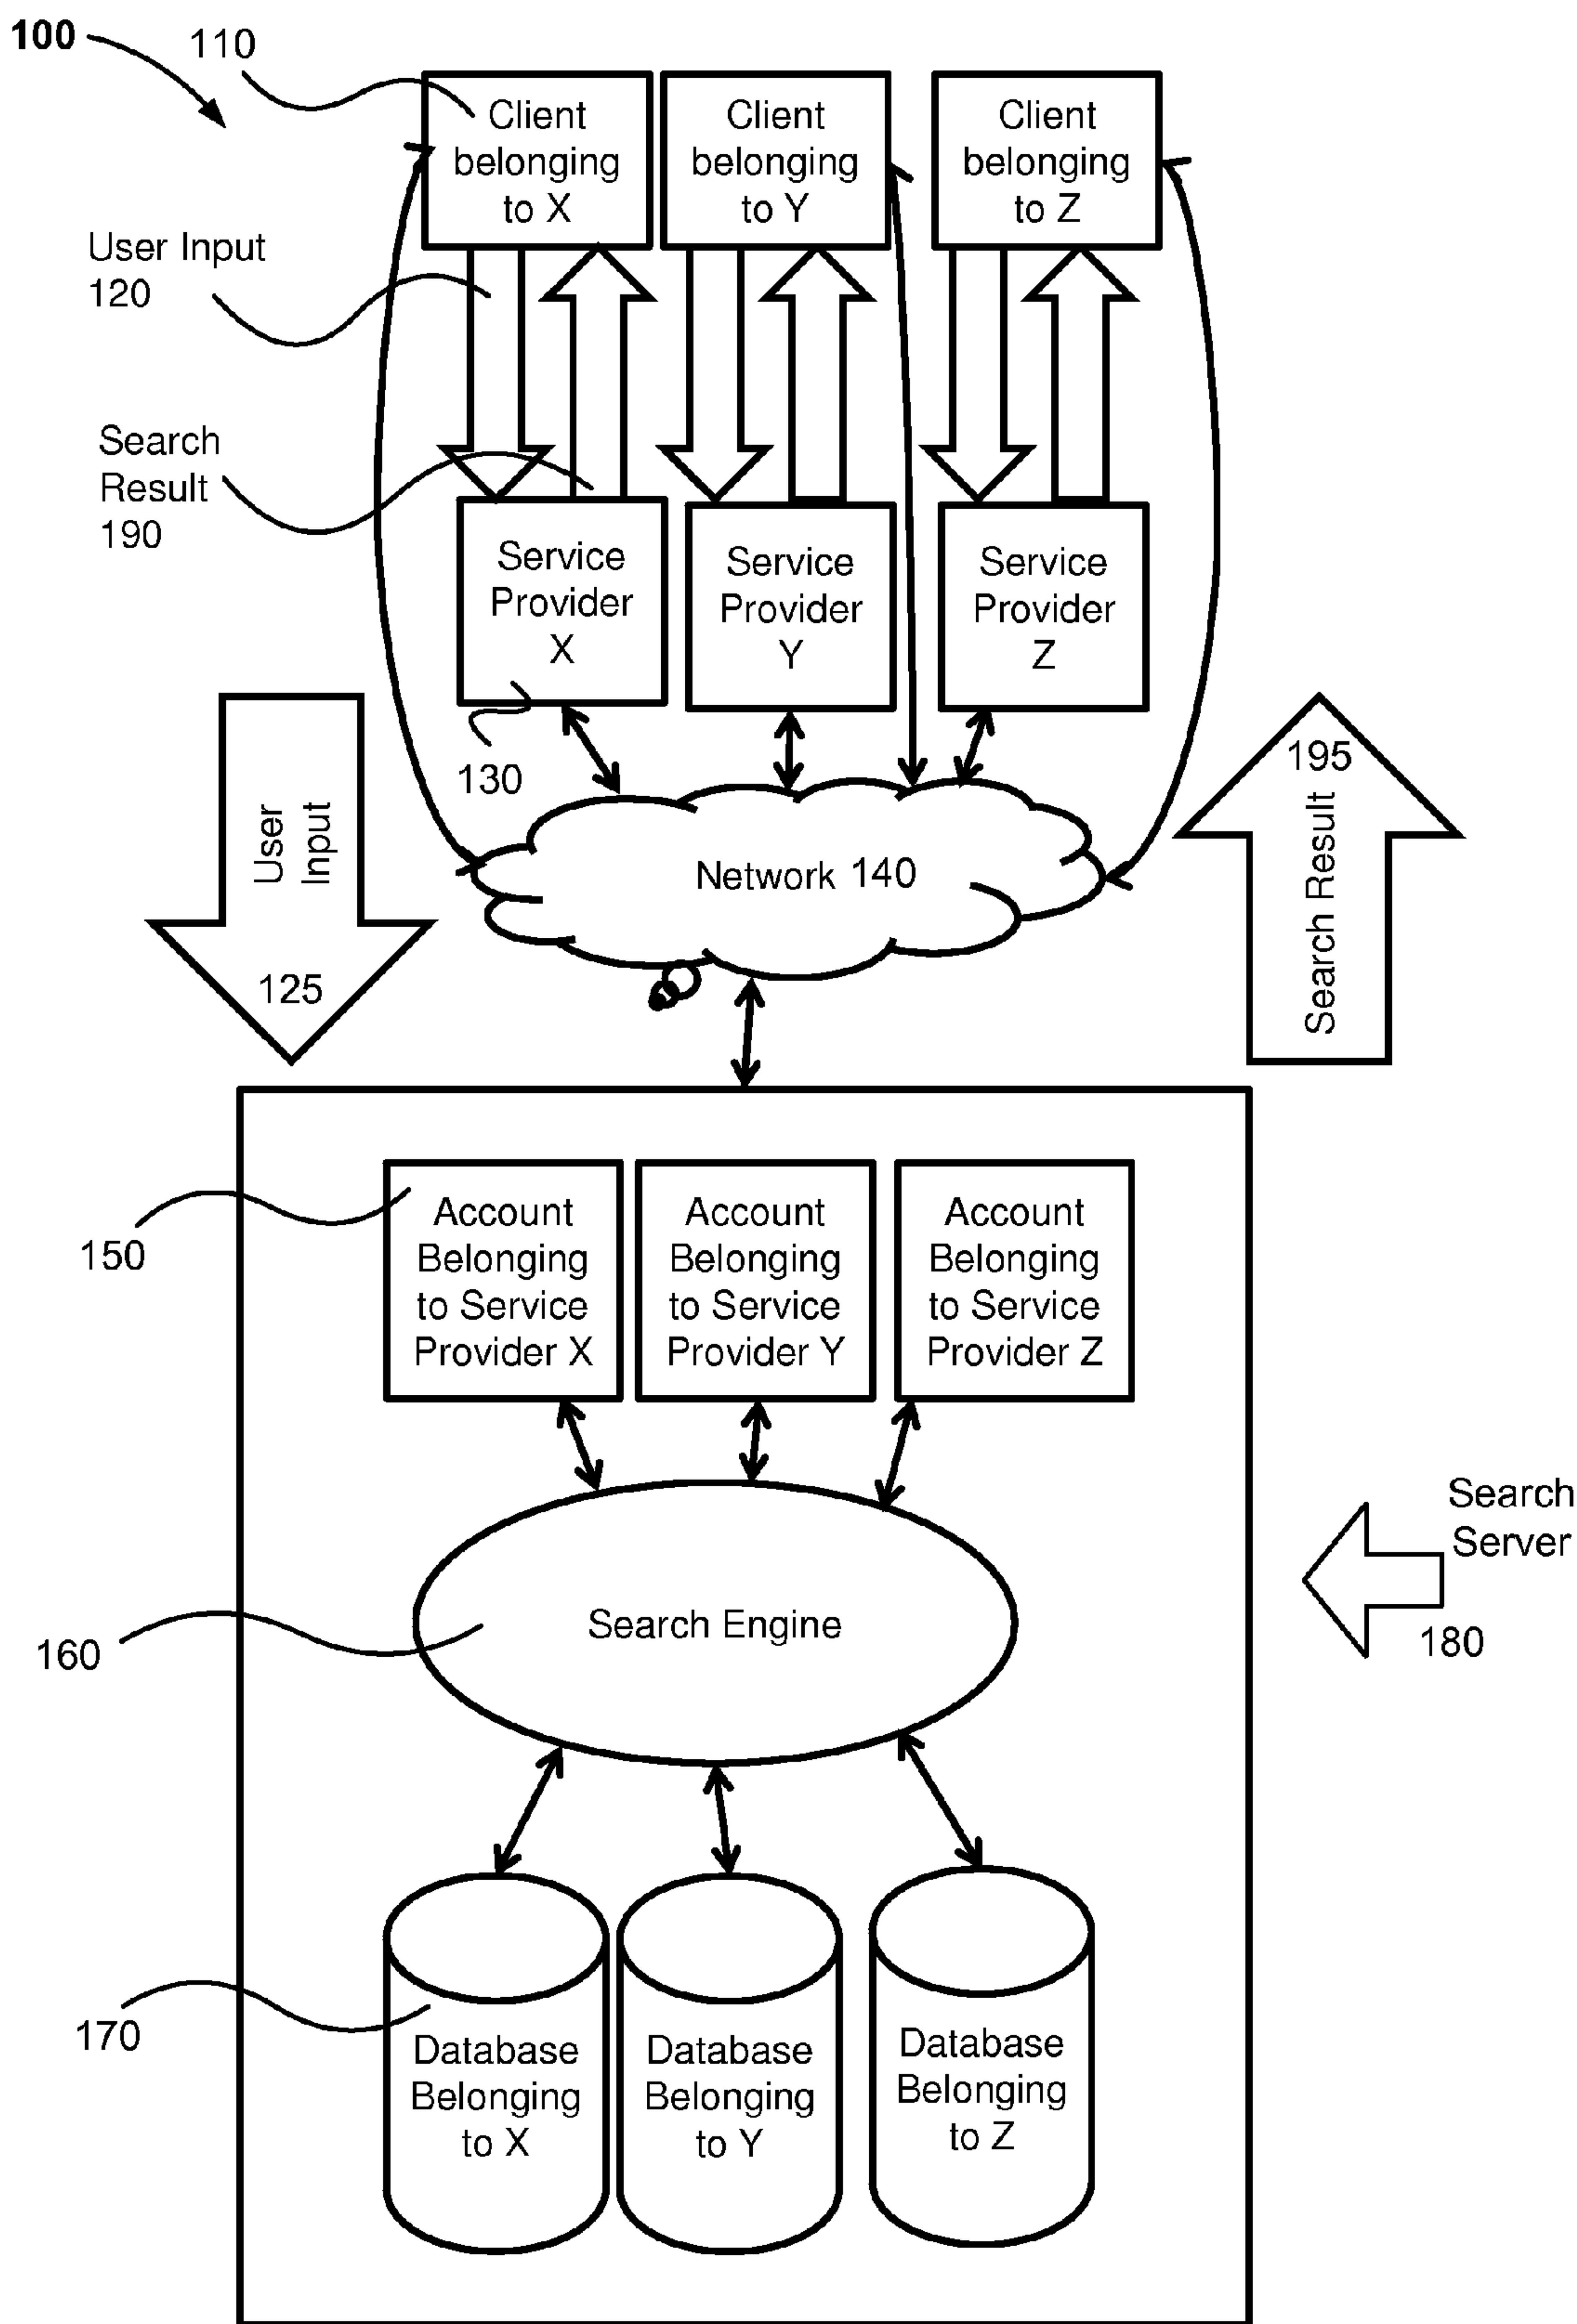 100
110
Client
belonging
to X
Client
belonging
to Y
Client
belonging
to Z
User Input
120
Search
Result
190
Service
Provider
X
Service
Provider
Y
Service
Provider
Z
130
User
Input
125
Network 140
195
Search Result
150
Account
Belonging
to Service
Provider X
Account
Belonging
to Service
Provider Y
Account
Belonging
to Service
Provider Z
Search
Server
180
160
Search Engine
170
Database
Belonging
to X
Database
Belonging
to Y
Database
Belonging
to Z